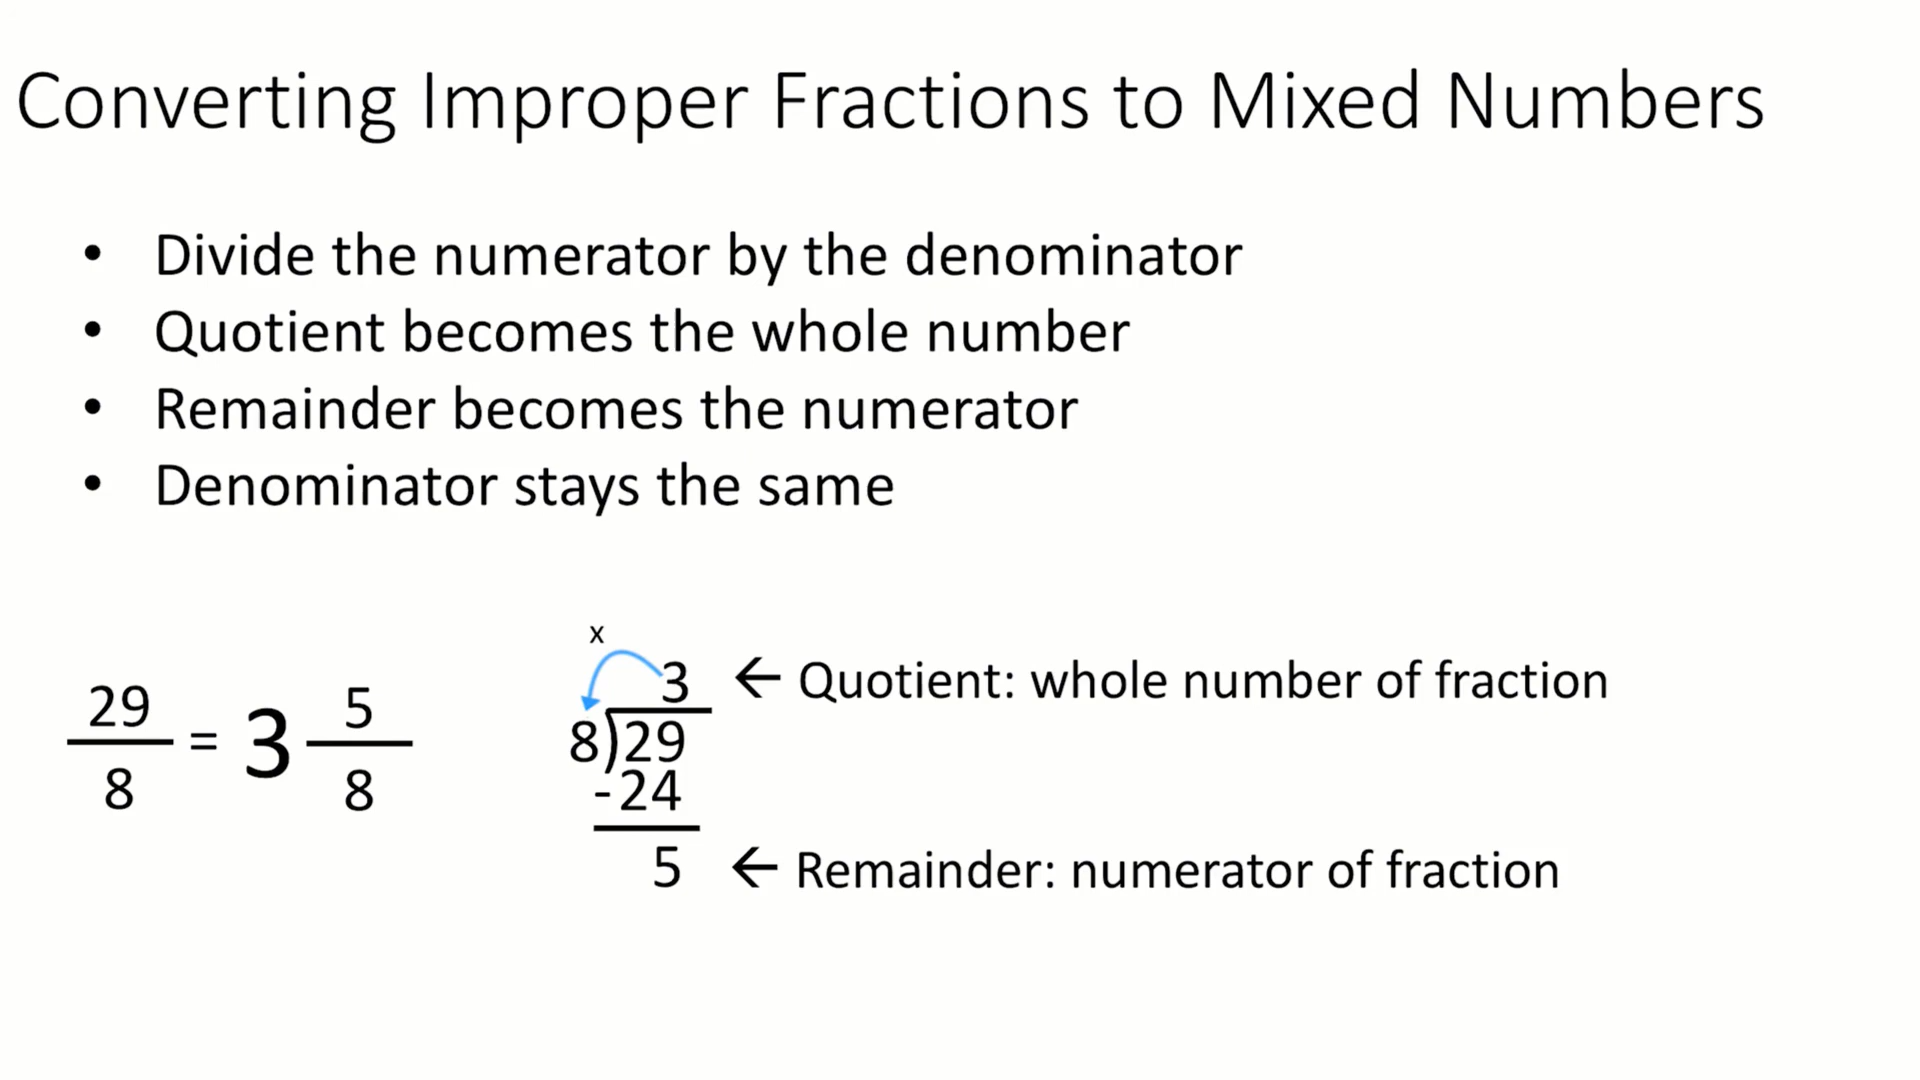 Converting Improper Fractions to Mixed Numbers
• Divide the numerator by the denominator
• Quotient becomes the whole number
• Remainder becomes the numerator
• Denominator stays the same
29/8 = 3 5/8
x
3 ← Quotient: whole number of fraction
8)29
-24
5 ← Remainder: numerator of fraction